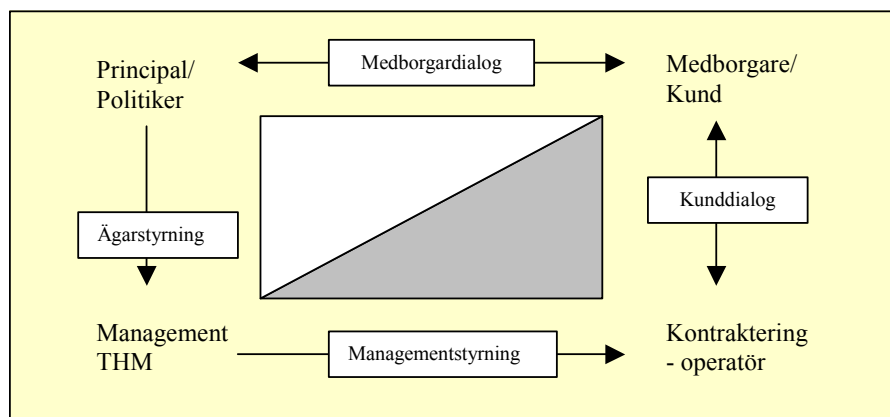 Principal/
Politiker
Medborgardialog
Medborgare/
Kund
Ägarstyrning
Kunddialog
Management
THM
Managementstyrning
Kontraktering
- operatör